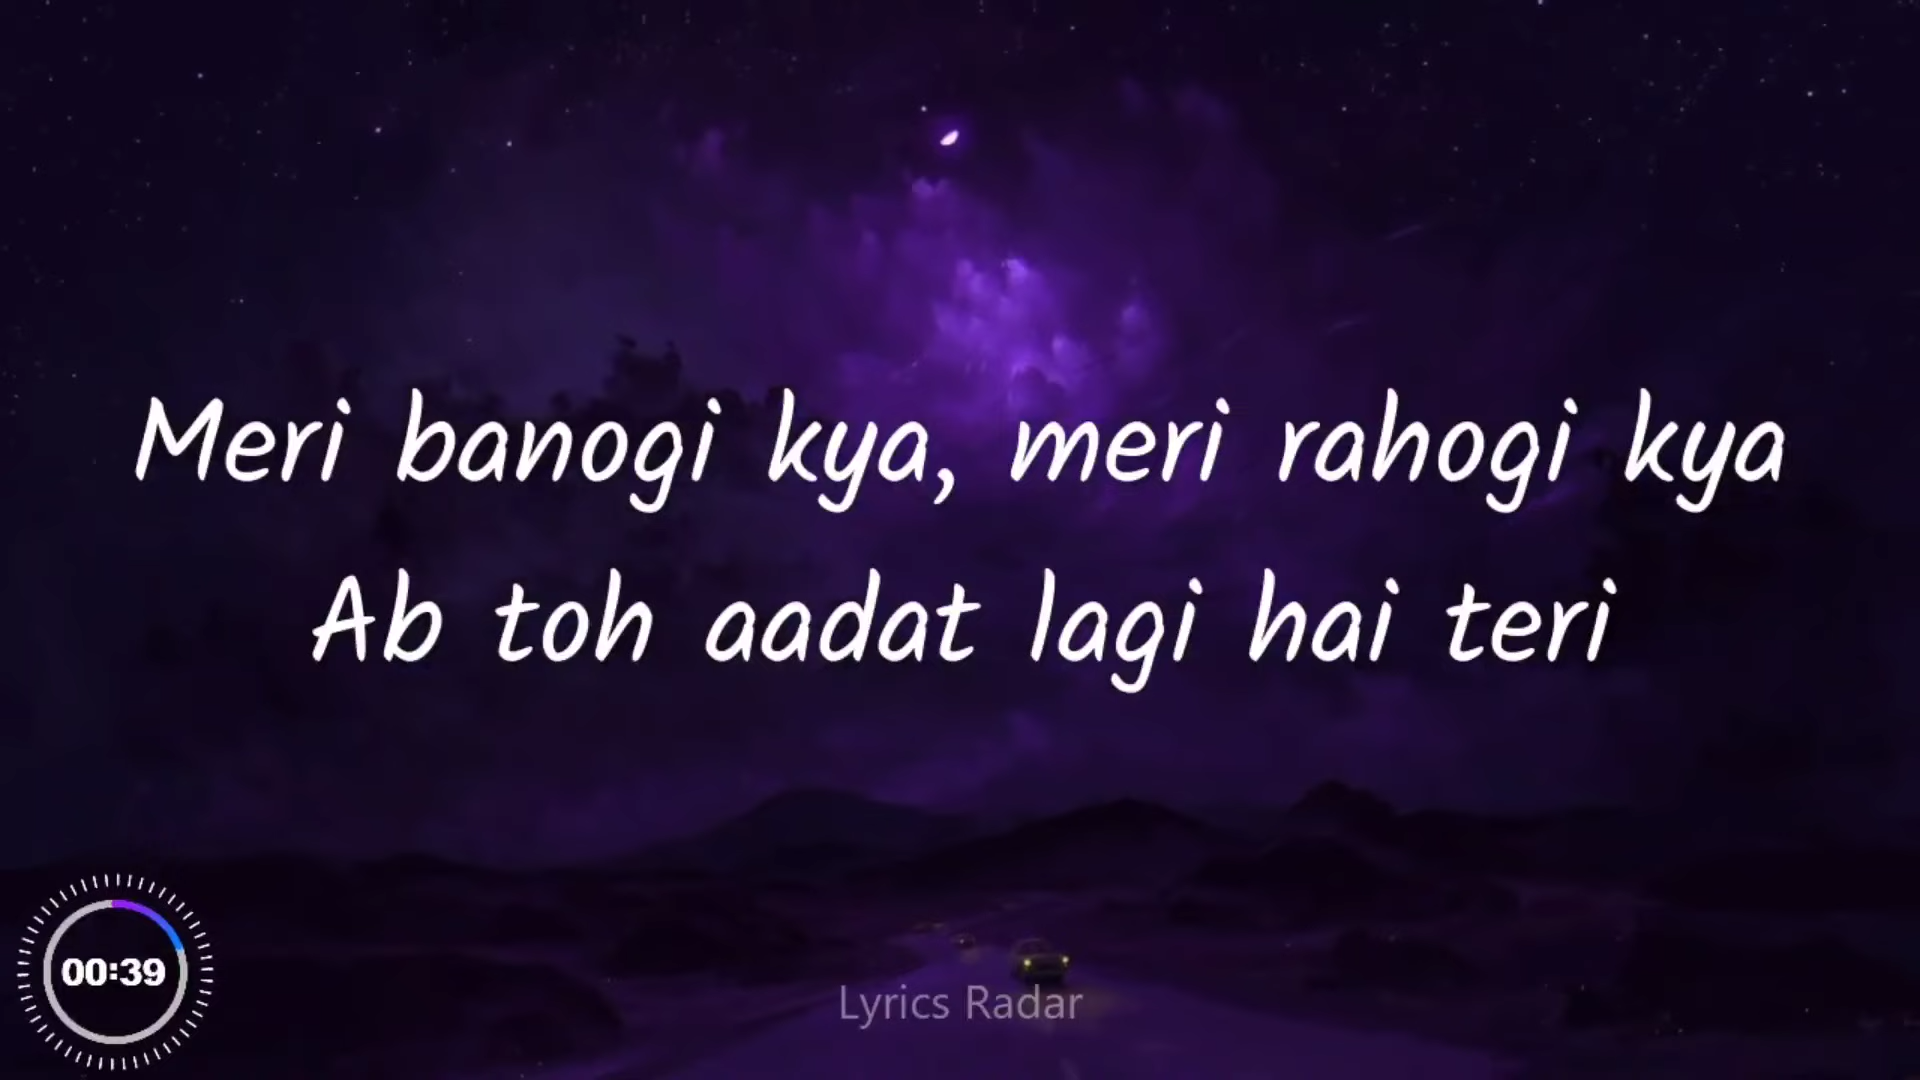 Meri banogi kya, meri rahogi kya
Ab toh aadat lagi hai teri
00:39
Lyrics Radar